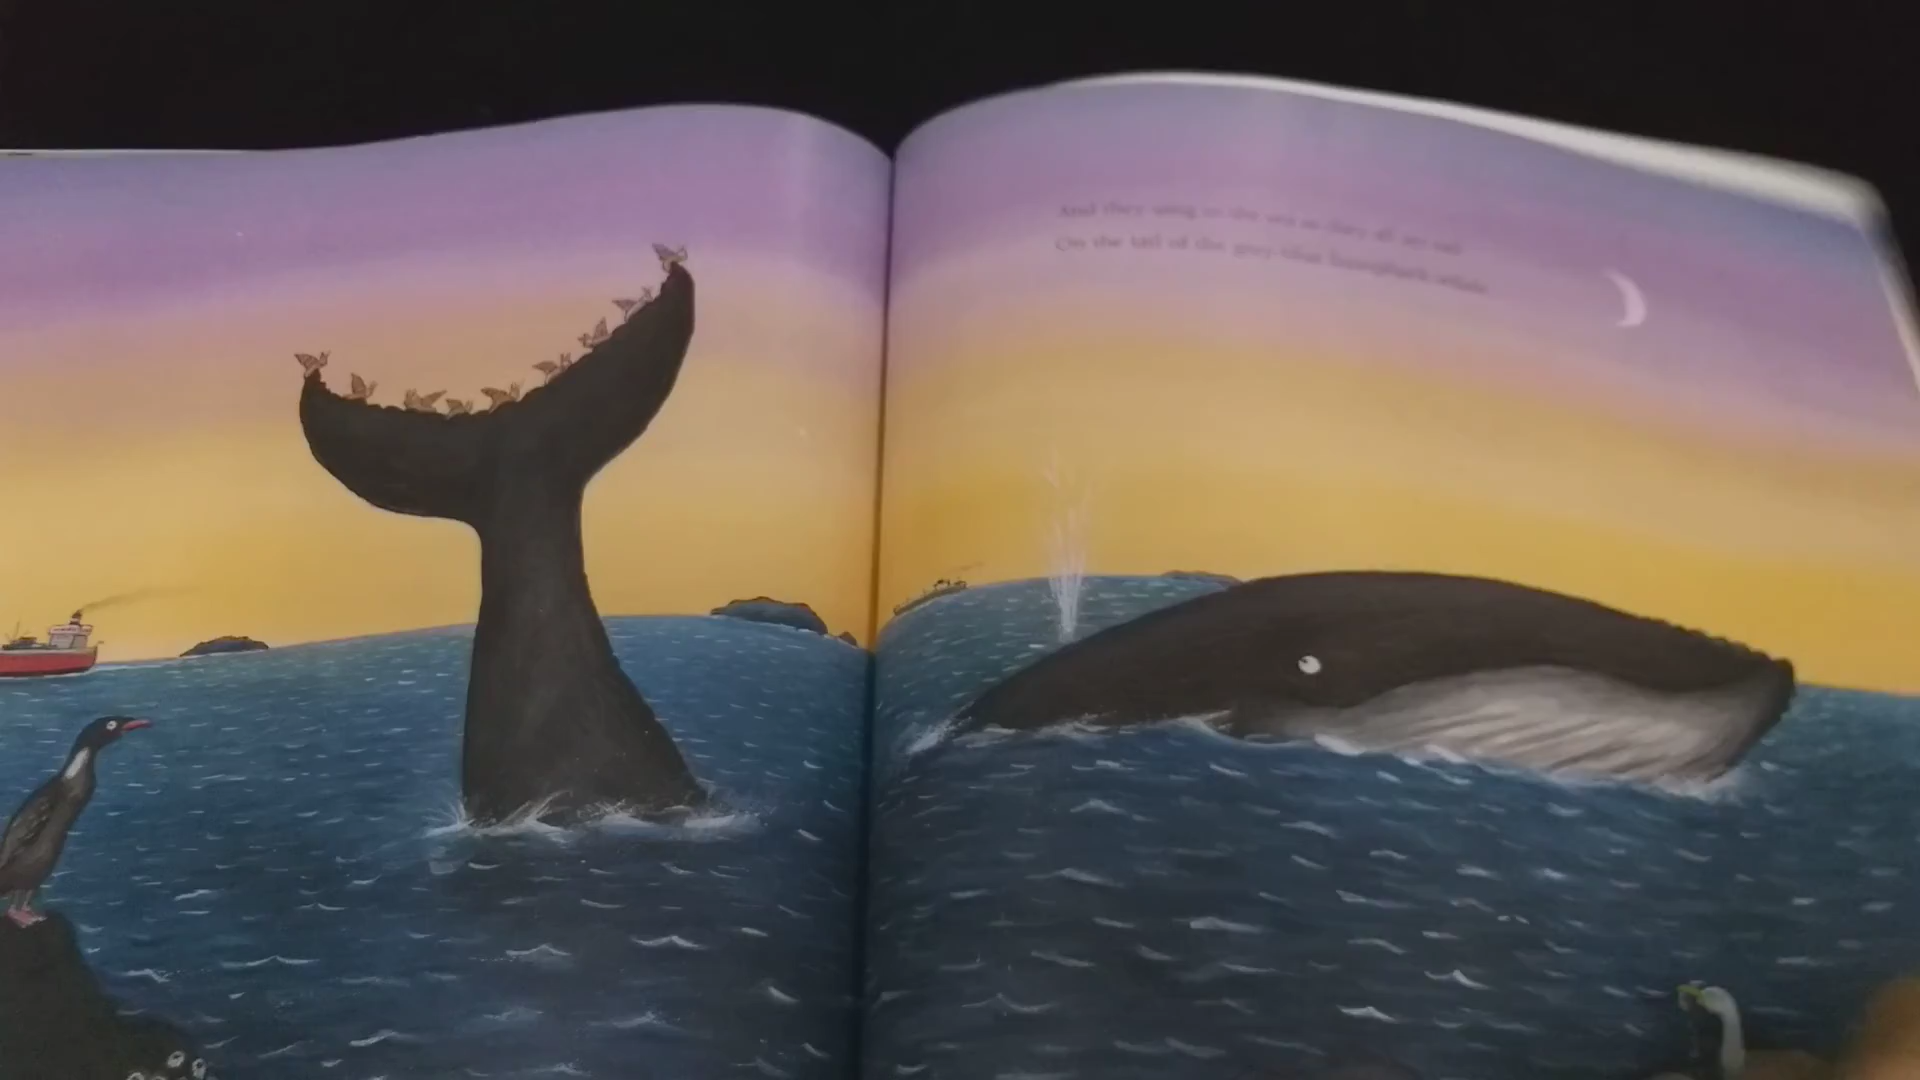 And they sang to the sea as they all set sail
On the tail of the grey-blue humpback whale.